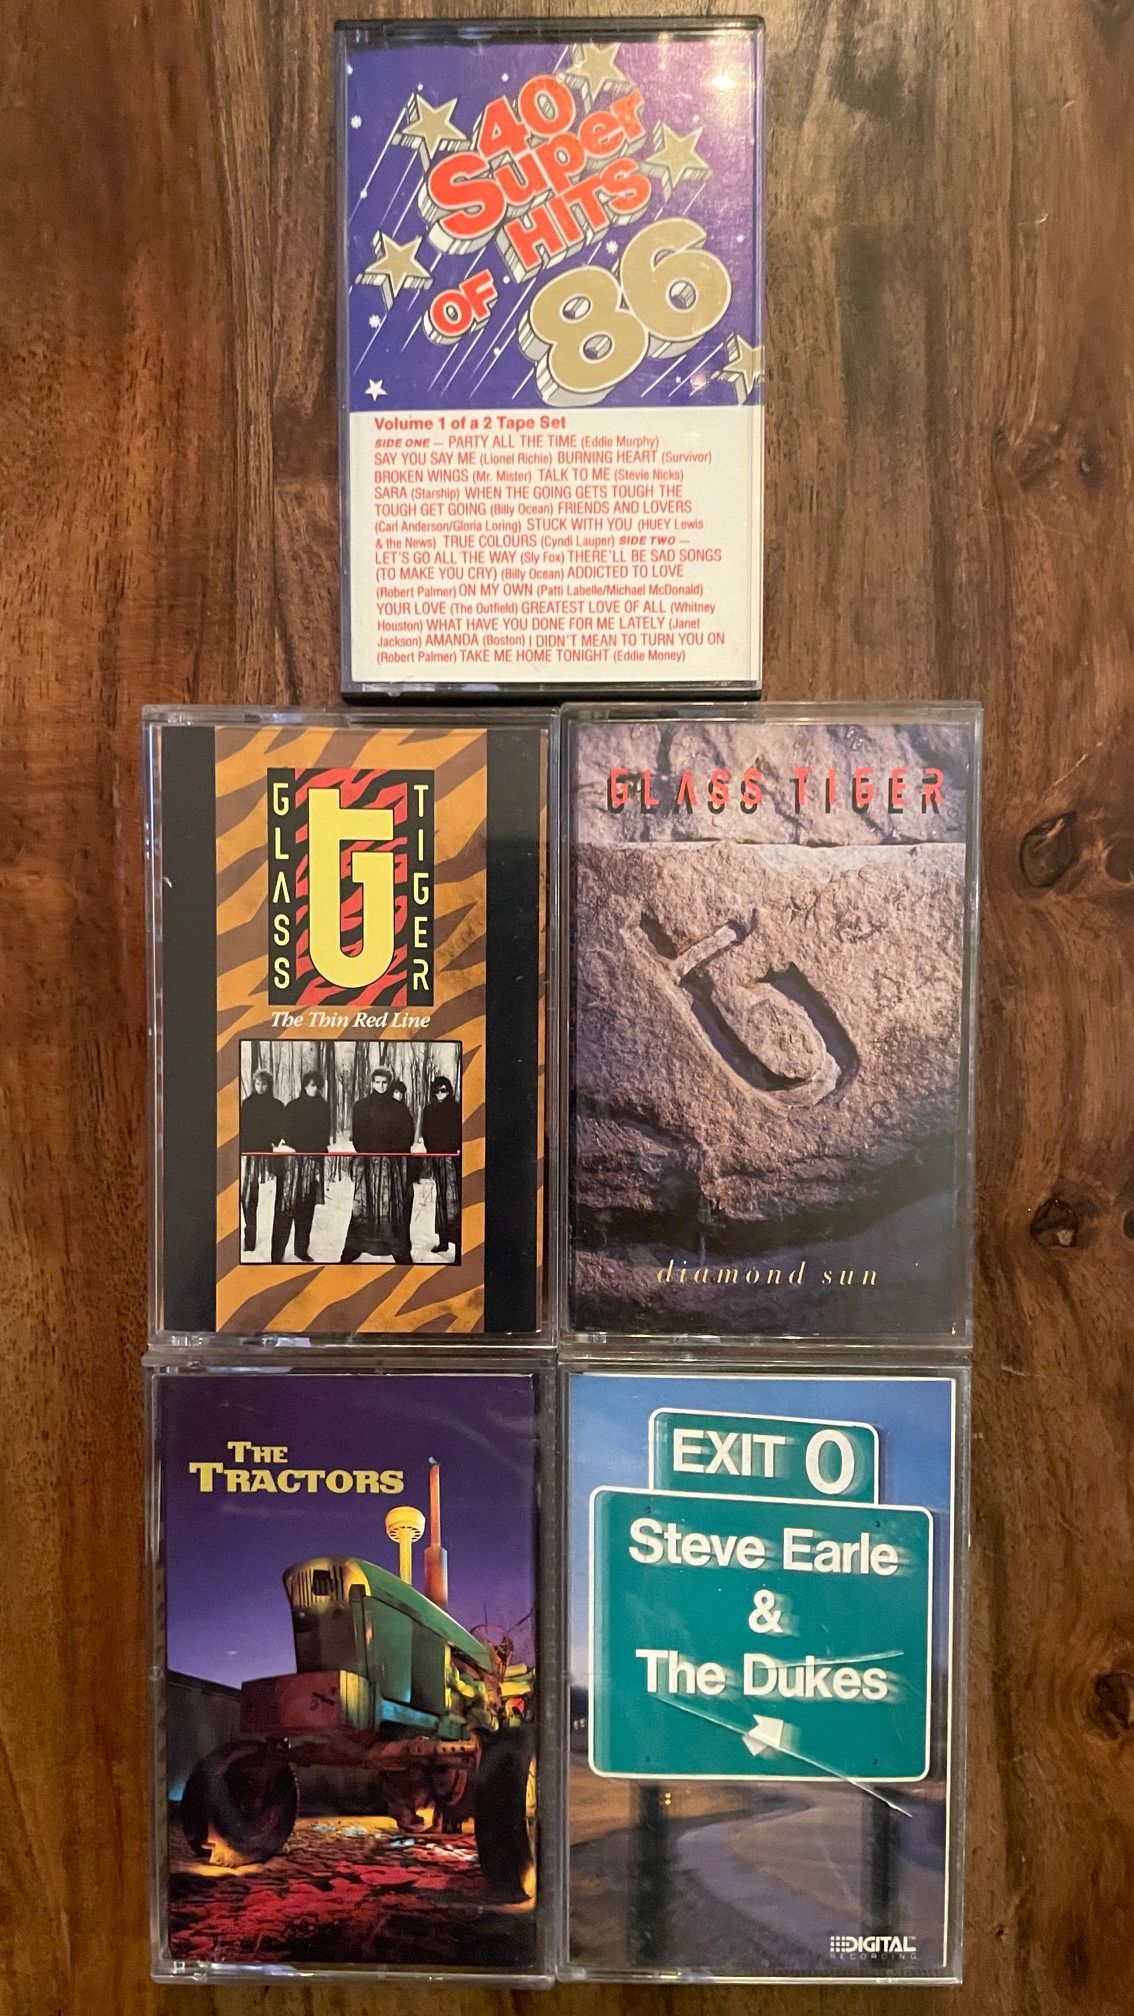 40
Super
HITS
OF
86
Volume 1 of a 2 Tape Set
SIDE ONE — PARTY ALL THE TIME (Eddie Murphy)
SAY YOU SAY ME (Lionel Richie) BURNING HEART (Survivor)
BROKEN WINGS (Mr. Mister) TALK TO ME (Stevie Nicks)
SARA (Starship) WHEN THE GOING GETS TOUGH THE
TOUGH GET GOING (Billy Ocean) FRIENDS AND LOVERS
(Carl Anderson/Gloria Loring) STUCK WITH YOU (HUEY Lewis
& the News) TRUE COLOURS (Cyndi Lauper) SIDE TWO —
LET'S GO ALL THE WAY (Sly Fox) THERE'LL BE SAD SONGS
(TO MAKE YOU CRY) (Billy Ocean) ADDICTED TO LOVE
(Robert Palmer) ON MY OWN (Patti Labelle/Michael McDonald)
YOUR LOVE (The Outfield) GREATEST LOVE OF ALL (Whitney
Houston) WHAT HAVE YOU DONE FOR ME LATELY (Janet
Jackson) AMANDA (Boston) I DIDN'T MEAN TO TURN YOU ON
(Robert Palmer) TAKE ME HOME TONIGHT (Eddie Money)
GLASS
TIGER
The Thin Red Line
GLASS TIGER
diamond sun
THE
TRACTORS
EXIT 0
Steve Earle
&
The Dukes
DIGITAL
RECORDING